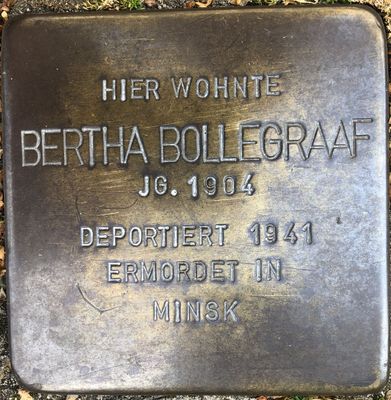 HIER WOHNTE
BERTHA BOLLEGRAAF
JG. 1904
DEPORTIERT 1941
ERMORDET IN
MINSK